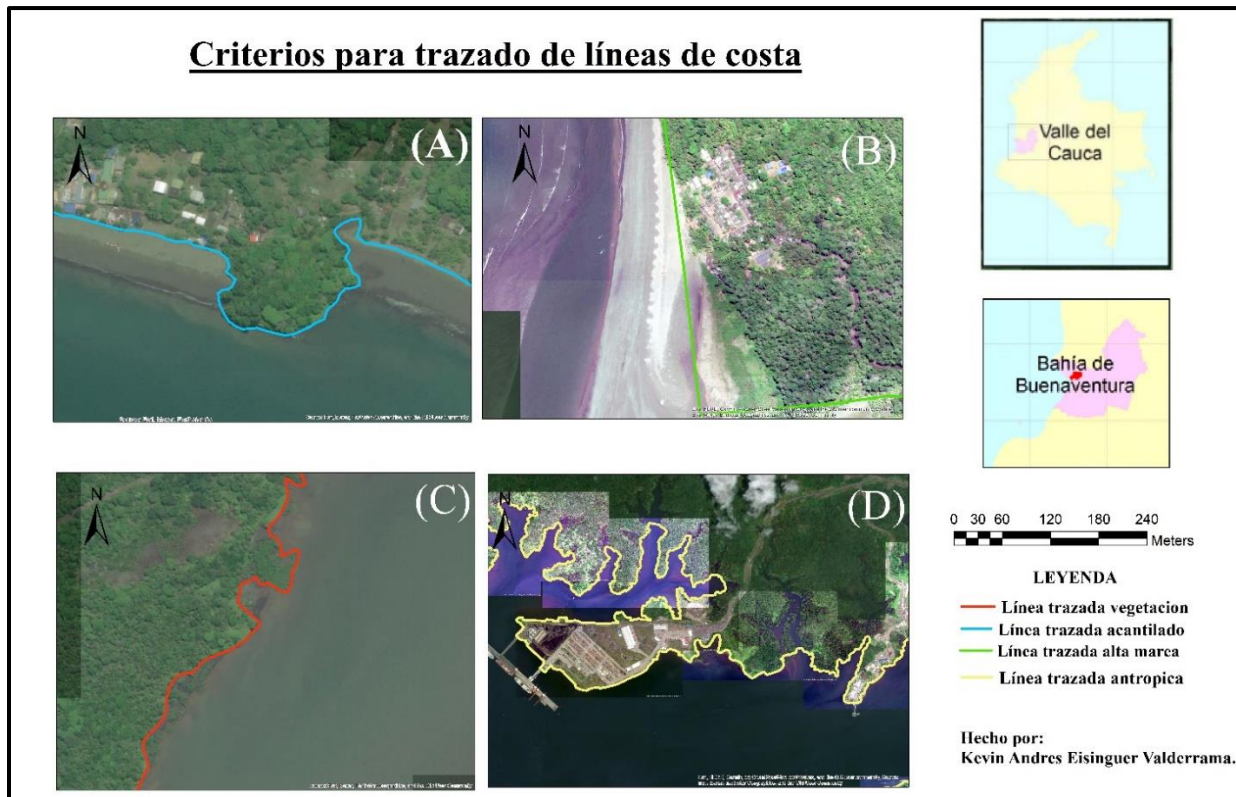 Criterios para trazado de líneas de costa
N
(A)
N
(B)
N
(C)
N
(D)
Valle del
Cauca
Bahía de
Buenaventura
0 30 60 120 180 240
Meters
LEYENDA
Línea trazada vegetacion
Línea trazada acantilado
Línea trazada alta marca
Línea trazada antropica
Hecho por:
Kevin Andres Eisinguer Valderrama.